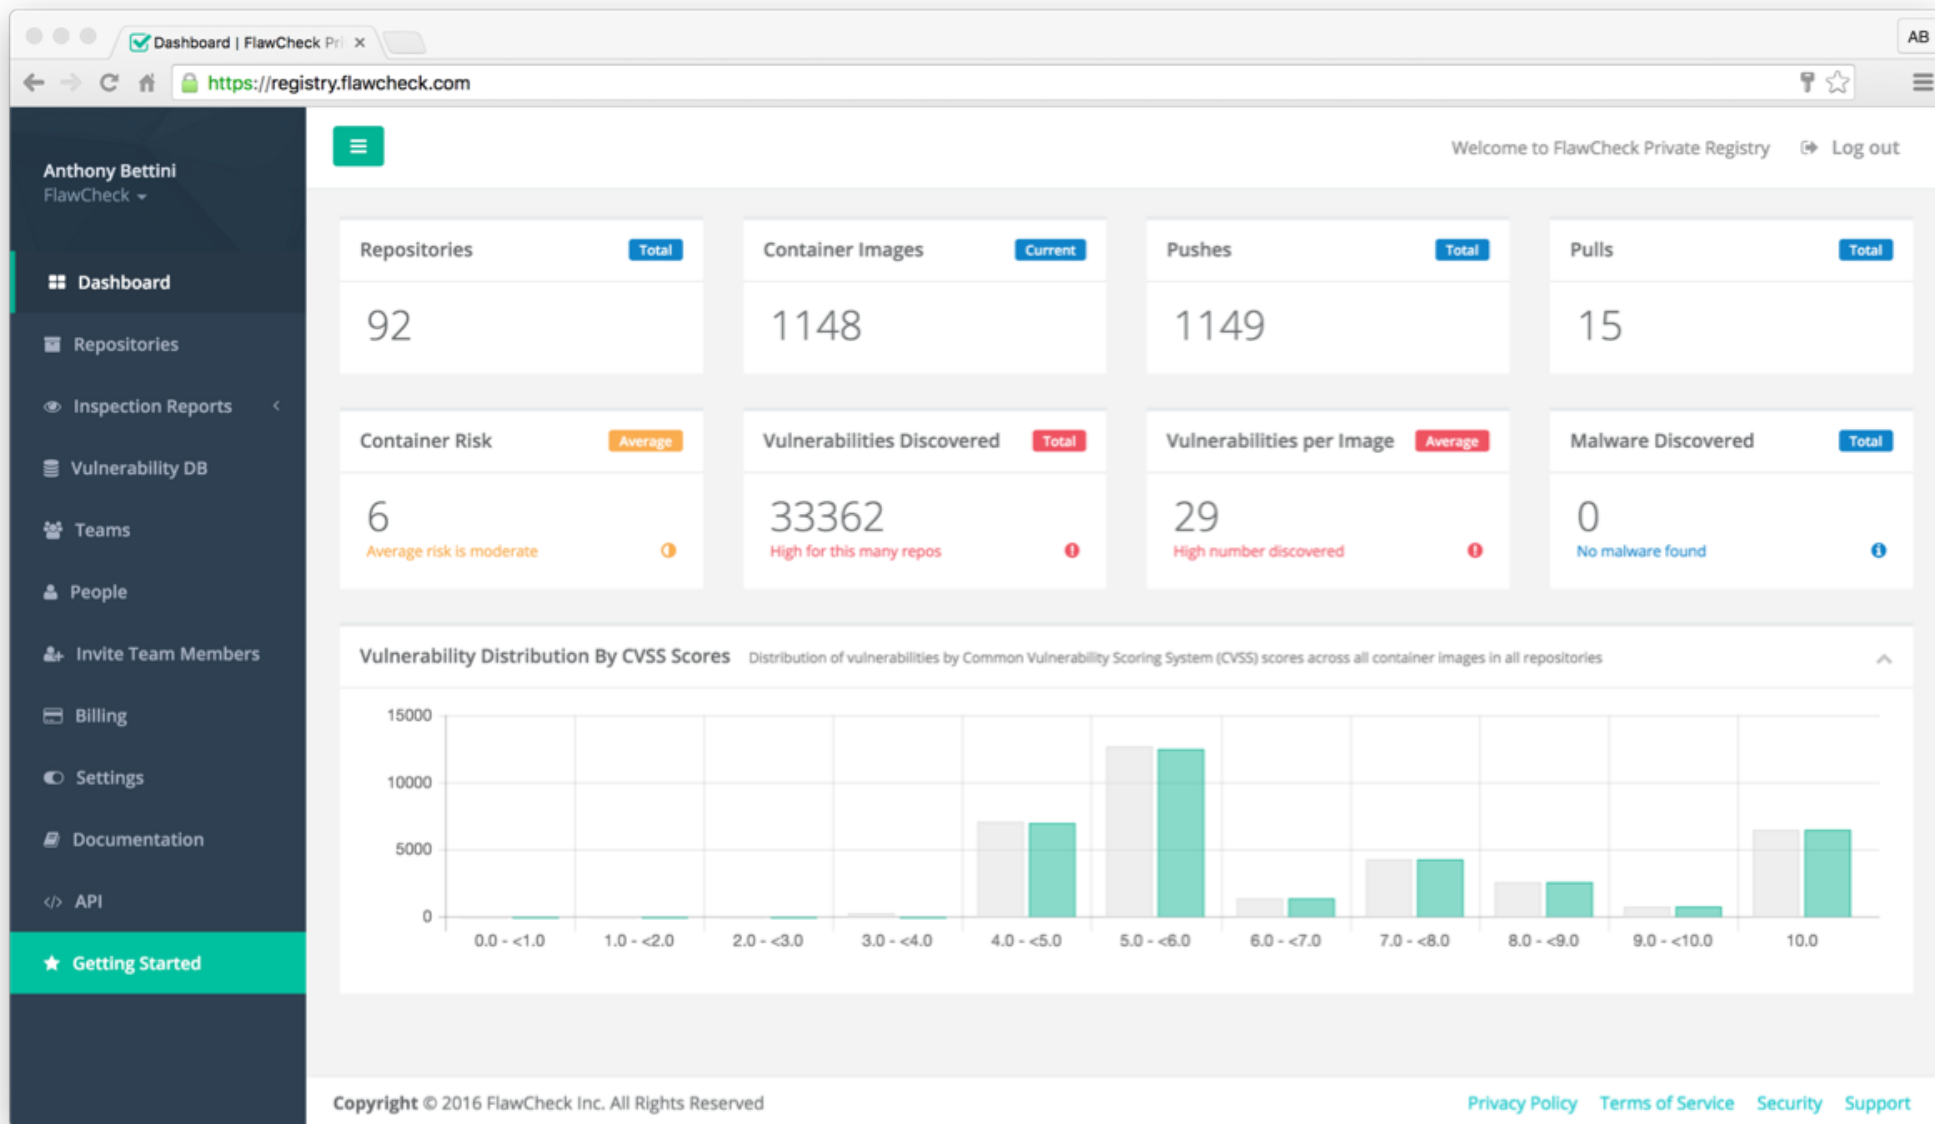 Dashboard | FlawCheck Pri
AB
https://registry.flawcheck.com
Anthony Bettini
FlawCheck
Welcome to FlawCheck Private Registry
Log out
Dashboard
Repositories
Inspection Reports
Vulnerability DB
Teams
People
Invite Team Members
Billing
Settings
Documentation
API
Getting Started
Repositories Total
92
Container Images Current
1148
Pushes Total
1149
Pulls Total
15
Container Risk Average
6
Average risk is moderate
Vulnerabilities Discovered Total
33362
High for this many repos
Vulnerabilities per Image Average
29
High number discovered
Malware Discovered Total
0
No malware found
Vulnerability Distribution By CVSS Scores Distribution of vulnerabilities by Common Vulnerability Scoring System (CVSS) scores across all container images in all repositories
15000
10000
5000
0
0.0 - <1.0 1.0 - <2.0 2.0 - <3.0 3.0 - <4.0 4.0 - <5.0 5.0 - <6.0 6.0 - <7.0 7.0 - <8.0 8.0 - <9.0 9.0 - <10.0 10.0
Copyright © 2016 FlawCheck Inc. All Rights Reserved
Privacy Policy Terms of Service Security Support